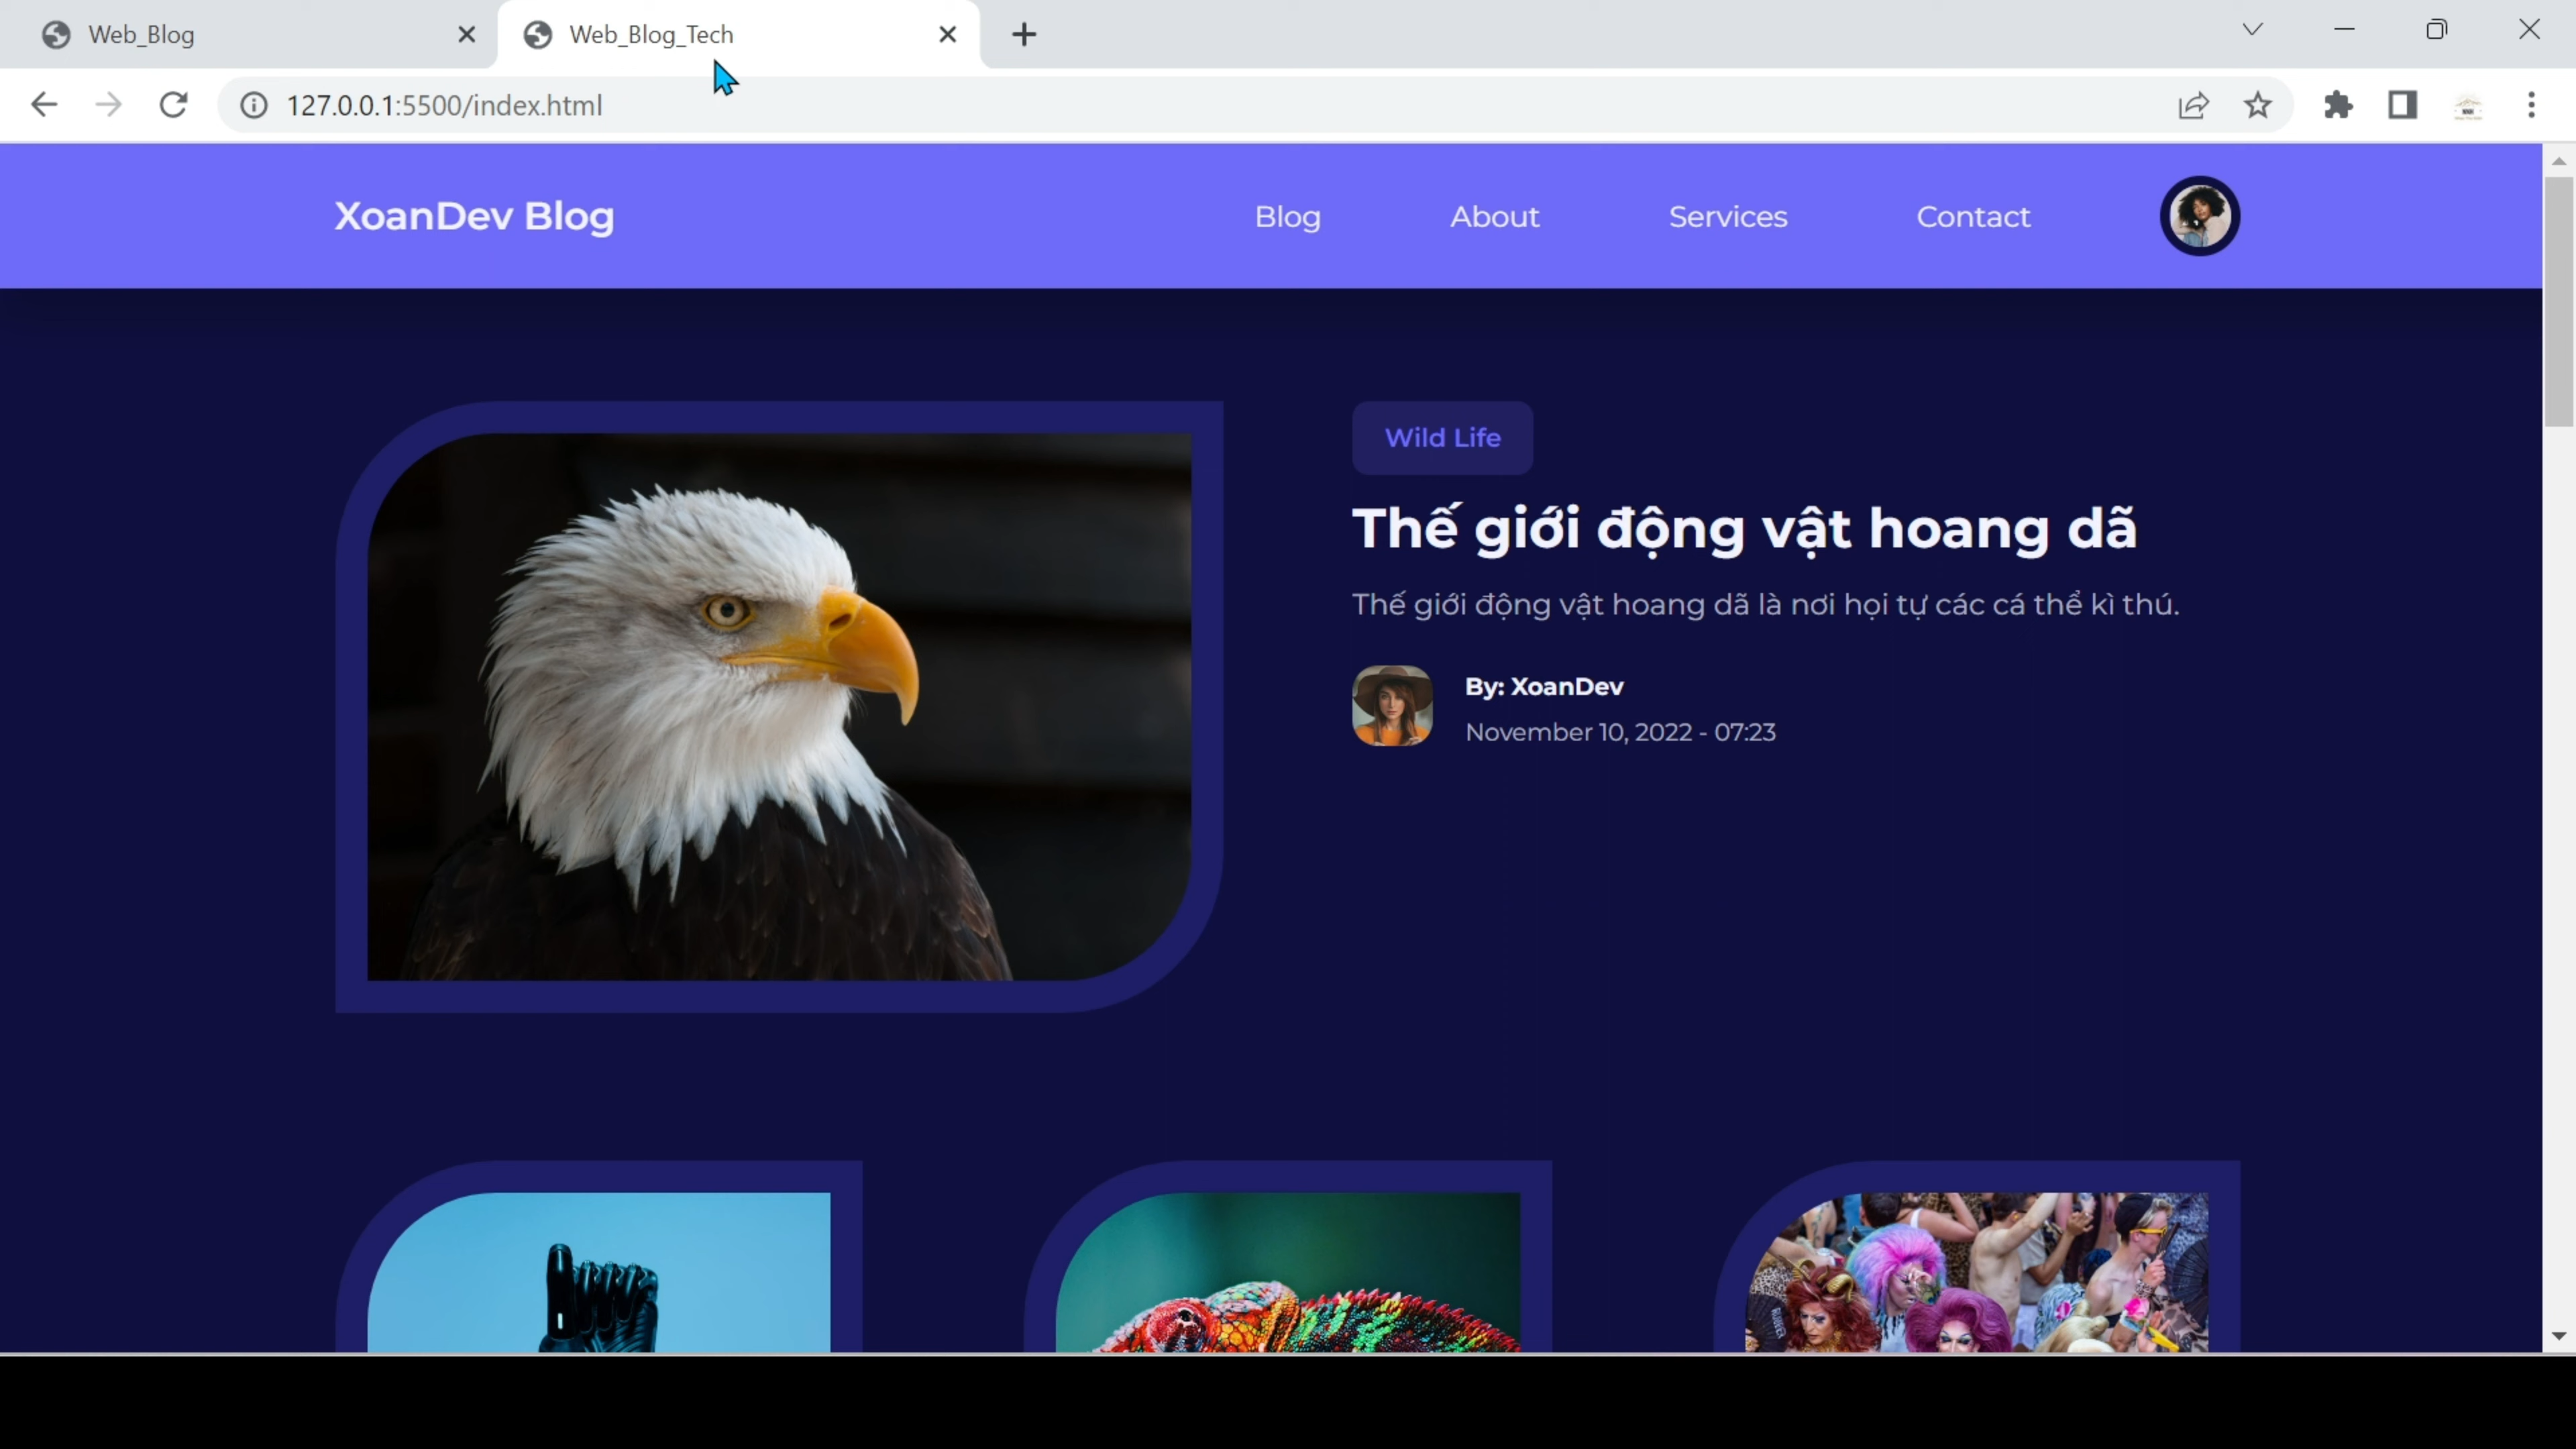 Web_Blog
Web_Blog_Tech
127.0.0.1:5500/index.html
XoanDev Blog
Blog
About
Services
Contact
Wild Life
Thế giới động vật hoang dã
Thế giới động vật hoang dã là nơi họi tự các cá thể kì thú.
By: XoanDev
November 10, 2022 - 07:23